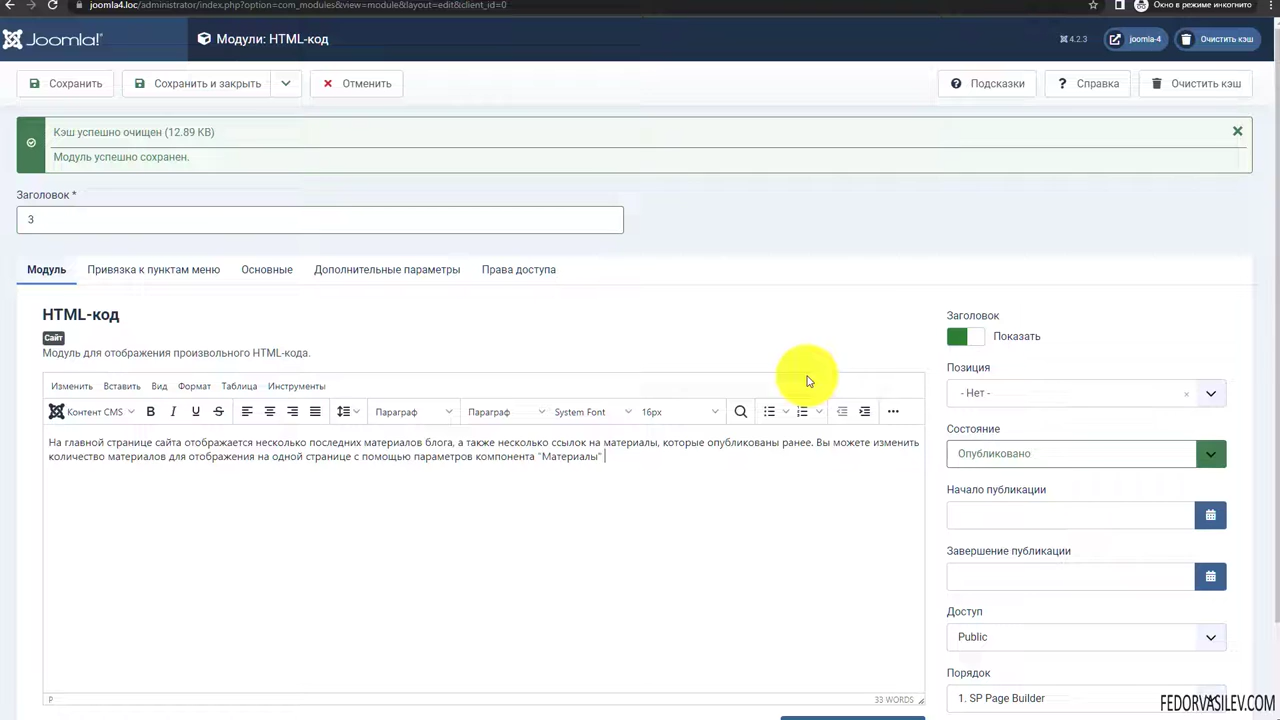 joomla4.loc/administrator/index.php?option=com_modules&view=module&layout=edit&client_id=0
Окно в режиме инкогнито
Joomla!
Модули: HTML-код
4.2.3
joomla-4
Очистить кэш
Сохранить
Сохранить и закрыть
Отменить
Подсказки
Справка
Очистить кэш
Кэш успешно очищен (12.89 KB)
Модуль успешно сохранен.
Заголовок *
3
Модуль
Привязка к пунктам меню
Основные
Дополнительные параметры
Права доступа
HTML-код
Сайт
Модуль для отображения произвольного HTML-кода.
Изменить Вставить Вид Формат Таблица Инструменты
Контент CMS
B I U S
Параграф
Параграф
System Font
16px
На главной странице сайта отображается несколько последних материалов блога, а также несколько ссылок на материалы, которые опубликованы ранее. Вы можете изменить
количество материалов для отображения на одной странице с помощью параметров компонента "Материалы"
P
33 WORDS
Заголовок
Показать
Позиция
- Нет -
Состояние
Опубликовано
Начало публикации
Завершение публикации
Доступ
Public
Порядок
1. SP Page Builder
FEDORVASILEV.COM